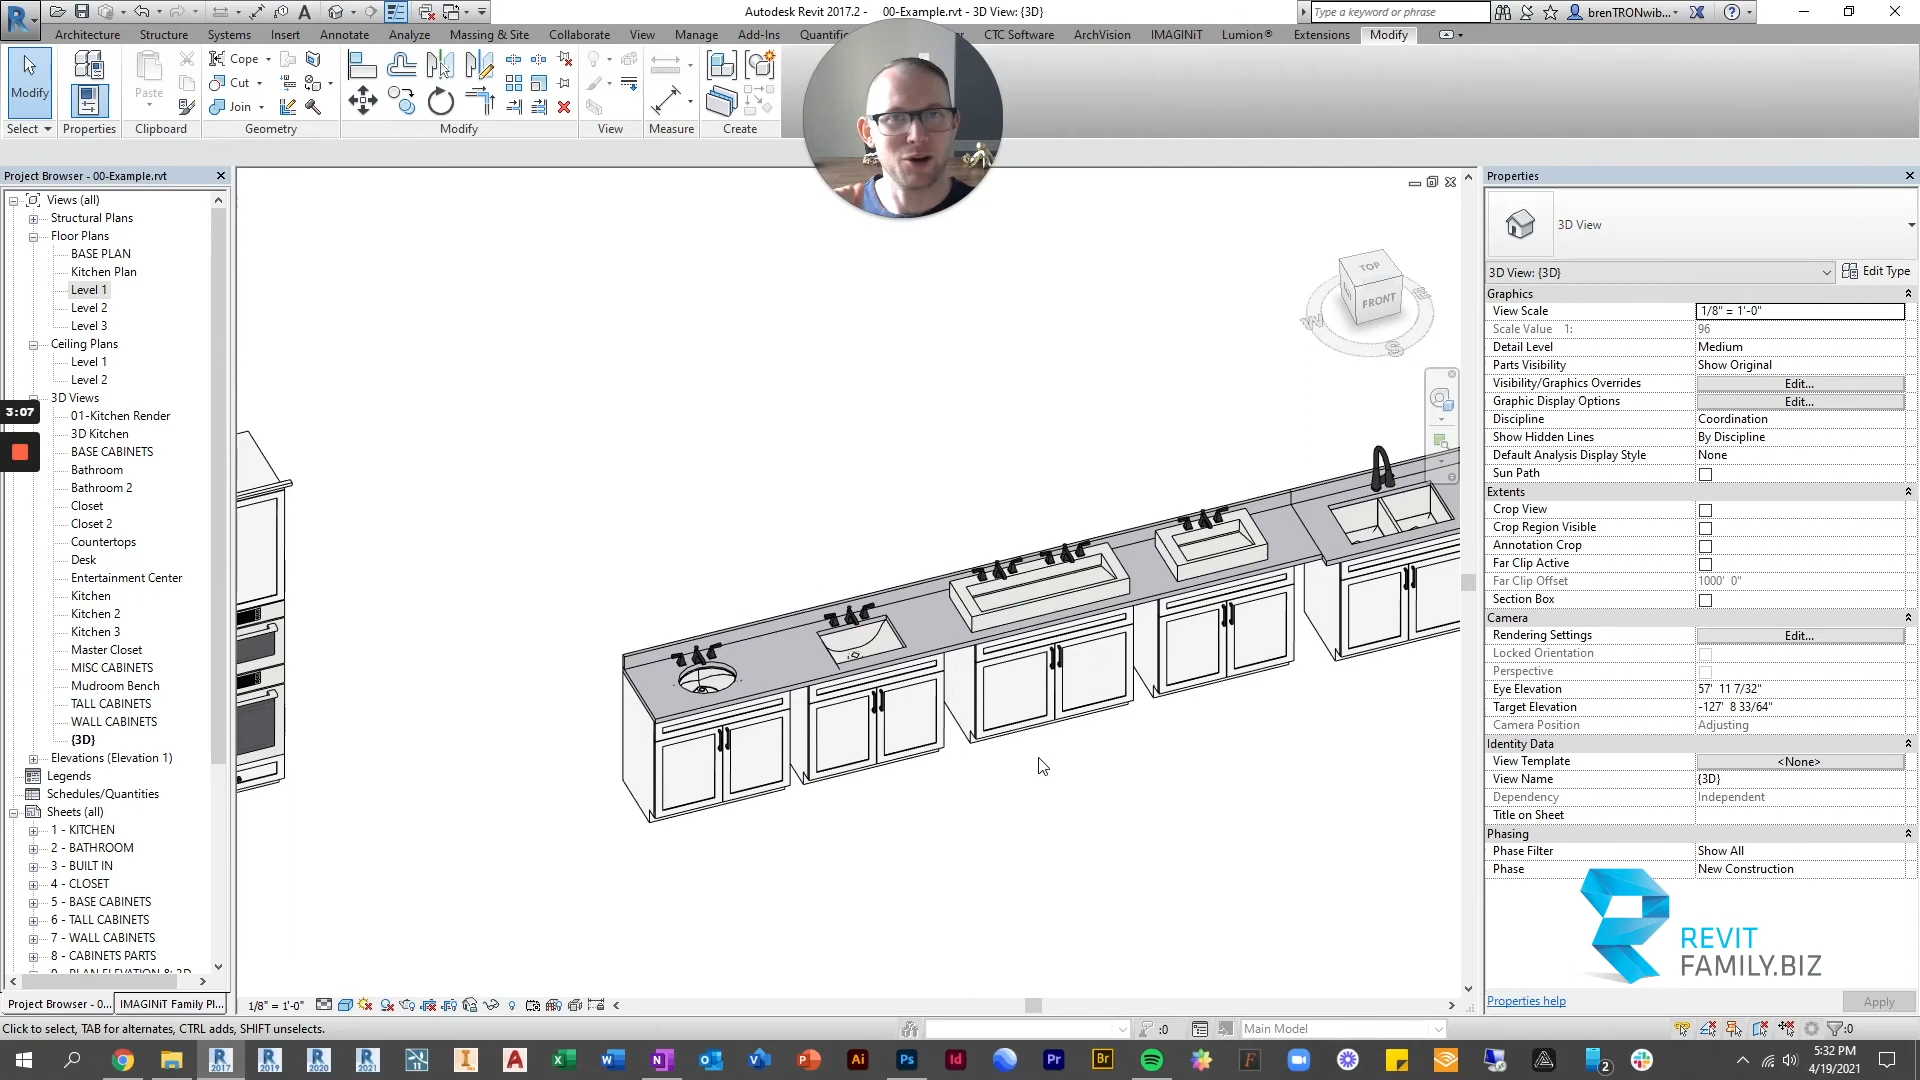 Autodesk Revit 2017.2 -     00-Example.rvt - 3D View: {3D}
Type a keyword or phrase
brenTRONwib...
Architecture
Structure
Systems
Insert
Annotate
Analyze
Massing & Site
Collaborate
View
Manage
Add-Ins
CTC Software
ArchVision
IMAGINiT
Lumion®
Extensions
Modify
Modify
Paste
Cope
Cut
Join
Select
Properties
Clipboard
Geometry
Modify
View
Measure
Create
Project Browser - 00-Example.rvt
Views (all)
Structural Plans
Floor Plans
BASE PLAN
Kitchen Plan
Level 1
Level 2
Level 3
Ceiling Plans
Level 1
Level 2
3D Views
01-Kitchen Render
3D Kitchen
BASE CABINETS
Bathroom
Bathroom 2
Closet
Closet 2
Countertops
Desk
Entertainment Center
Kitchen
Kitchen 2
Kitchen 3
Master Closet
MISC CABINETS
Mudroom Bench
TALL CABINETS
WALL CABINETS
{3D}
Elevations (Elevation 1)
Legends
Schedules/Quantities
Sheets (all)
1 - KITCHEN
2 - BATHROOM
3 - BUILT IN
4 - CLOSET
5 - BASE CABINETS
6 - TALL CABINETS
7 - WALL CABINETS
8 - CABINETS PARTS
3:07
Project Browser - 0...
IMAGINiT Family Pl...
TOP
FRONT
W
S
E
Properties
3D View
3D View: {3D}
Edit Type
Graphics
View Scale 1/8" = 1'-0"
Scale Value 1: 96
Detail Level Medium
Parts Visibility Show Original
Visibility/Graphics Overrides Edit...
Graphic Display Options Edit...
Discipline Coordination
Show Hidden Lines By Discipline
Default Analysis Display Style None
Sun Path
Extents
Crop View
Crop Region Visible
Annotation Crop
Far Clip Active
Far Clip Offset 1000' 0"
Section Box
Camera
Rendering Settings Edit...
Locked Orientation
Perspective
Eye Elevation 57' 11 7/32"
Target Elevation -127' 8 33/64"
Camera Position Adjusting
Identity Data
View Template <None>
View Name {3D}
Dependency Independent
Title on Sheet
Phasing
Phase Filter Show All
Phase New Construction
REVIT
FAMILY.BIZ
Properties help
Apply
1/8" = 1'-0"
Click to select, TAB for alternates, CTRL adds, SHIFT unselects.
:0
Main Model
:0
R 2017
R 2019
R 2020
R 2021
Ai
Ps
Id
Pr
Br
2
5:32 PM
4/19/2021